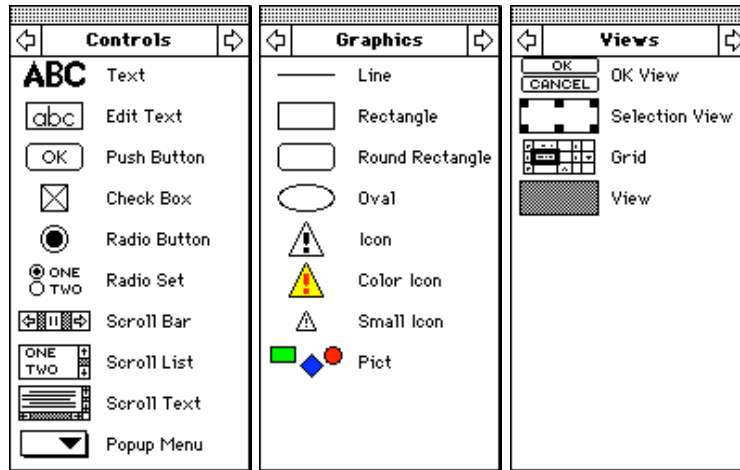 Controls
ABC Text
abc Edit Text
OK Push Button
Check Box
Radio Button
ONE
TWO
Radio Set
Scroll Bar
ONE
TWO
Scroll List
Scroll Text
Popup Menu
Graphics
Line
Rectangle
Round Rectangle
Oval
Icon
Color Icon
Small Icon
Pict
Views
OK
CANCEL
OK View
Selection View
Grid
View